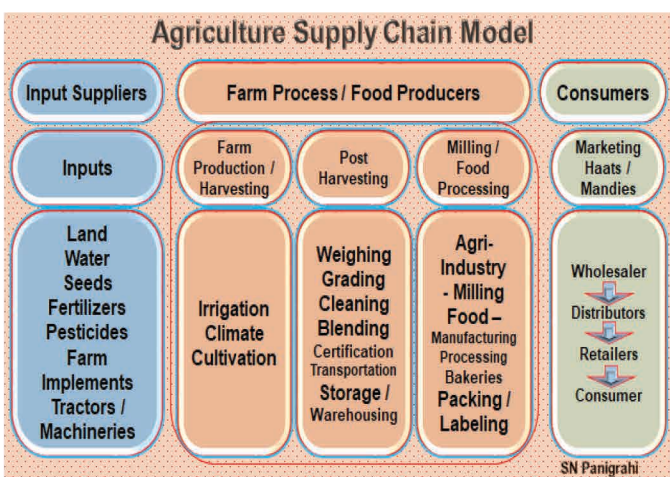 Agriculture Supply Chain Model
Input Suppliers
Farm Process / Food Producers
Consumers
Inputs
Farm
Production /
Harvesting
Post
Harvesting
Milling /
Food
Processing
Marketing
Haats /
Mandies
Land
Water
Seeds
Fertilizers
Pesticides
Farm
Implements
Tractors /
Machineries
Irrigation
Climate
Cultivation
Weighing
Grading
Cleaning
Blending
Certification
Transportation
Storage /
Warehousing
Agri-
Industry
- Milling
Food –
Manufacturing
Processing
Bakeries
Packing /
Labeling
Wholesaler
Distributors
Retailers
Consumer
SN Panigrahi